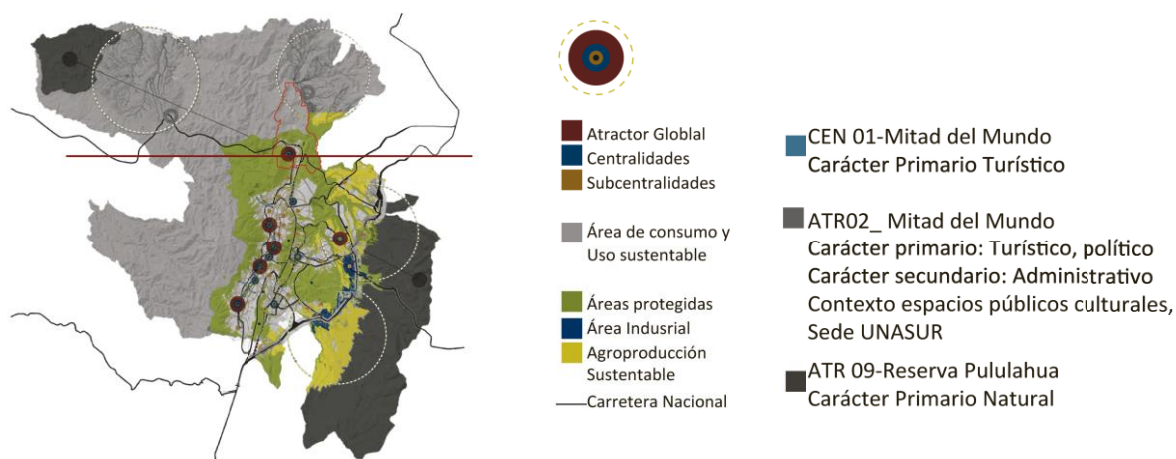 Atractor Globlal
Centralidades
Subcentralidades
Área de consumo y
Uso sustentable
Áreas protegidas
Área Indusrial
Agroproducción
Sustentable
Carretera Nacional
CEN 01-Mitad del Mundo
Carácter Primario Turístico
ATR02_ Mitad del Mundo
Carácter primario: Turístico, político
Carácter secundario: Administrativo
Contexto espacios públicos culturales,
Sede UNASUR
ATR 09-Reserva Pululahua
Carácter Primario Natural